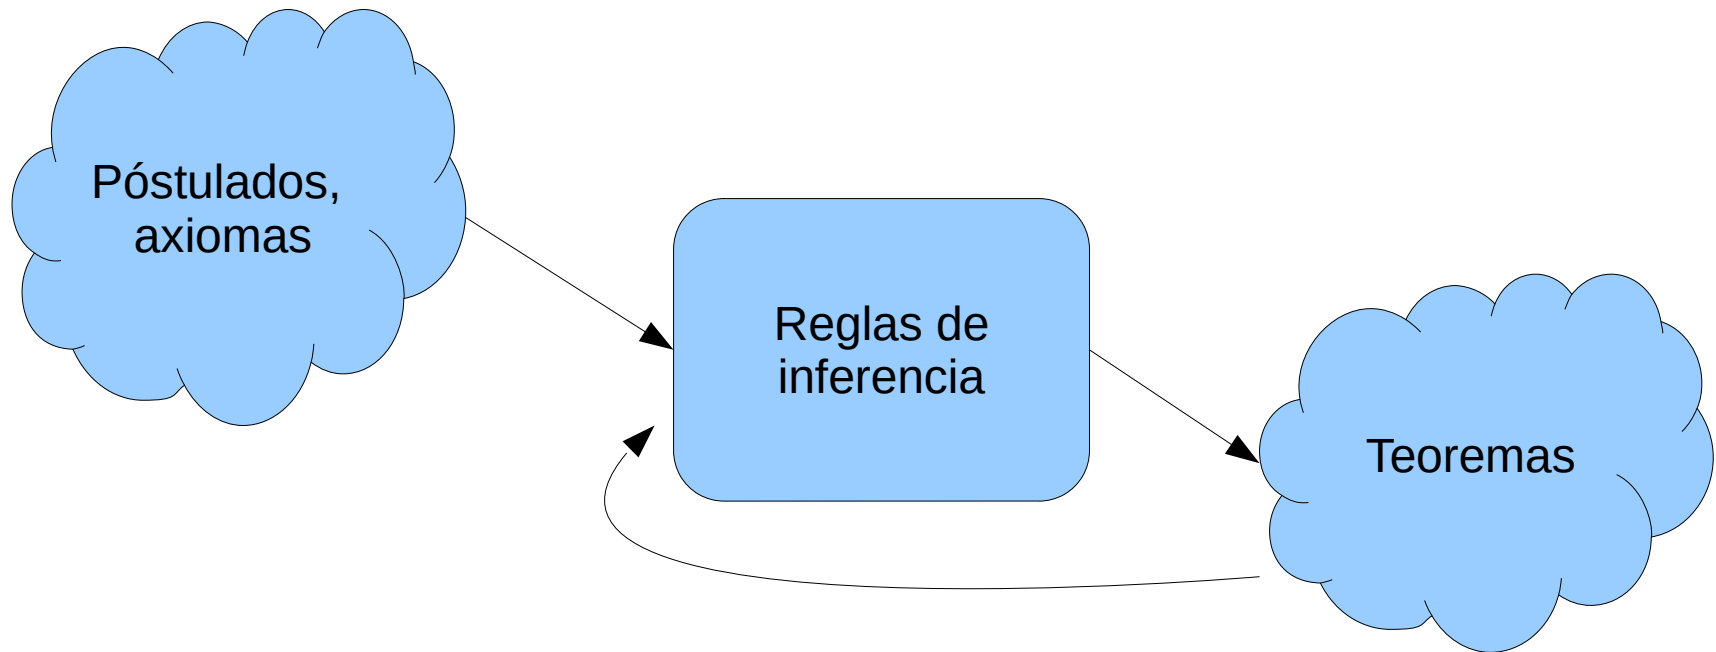 Póstulados,
axiomas
Reglas de
inferencia
Teoremas